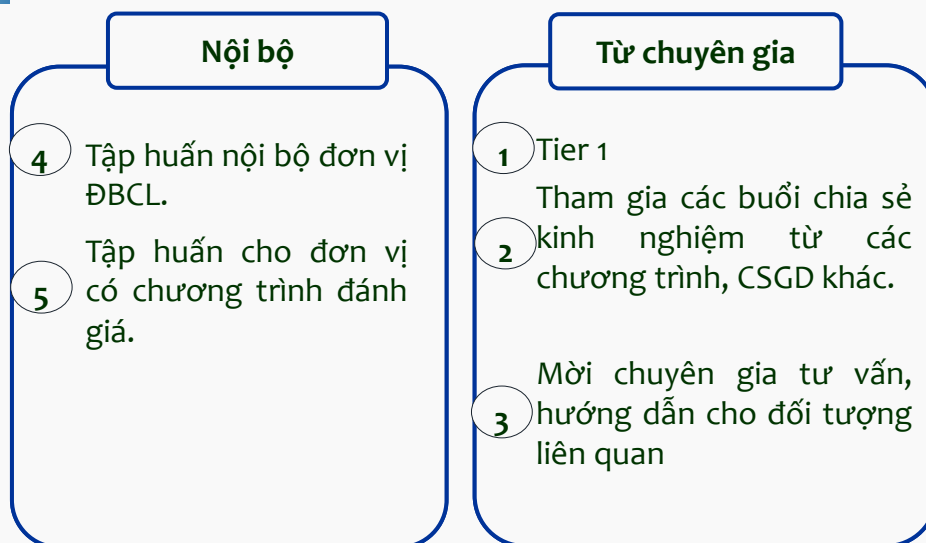 Nội bộ
4
Tập huấn nội bộ đơn vị
ĐBCL.
5
Tập huấn cho đơn vị
có chương trình đánh
giá.
Từ chuyên gia
1
Tier 1
2
Tham gia các buổi chia sẻ
kinh nghiệm từ các
chương trình, CSGD khác.
3
Mời chuyên gia tư vấn,
hướng dẫn cho đối tượng
liên quan